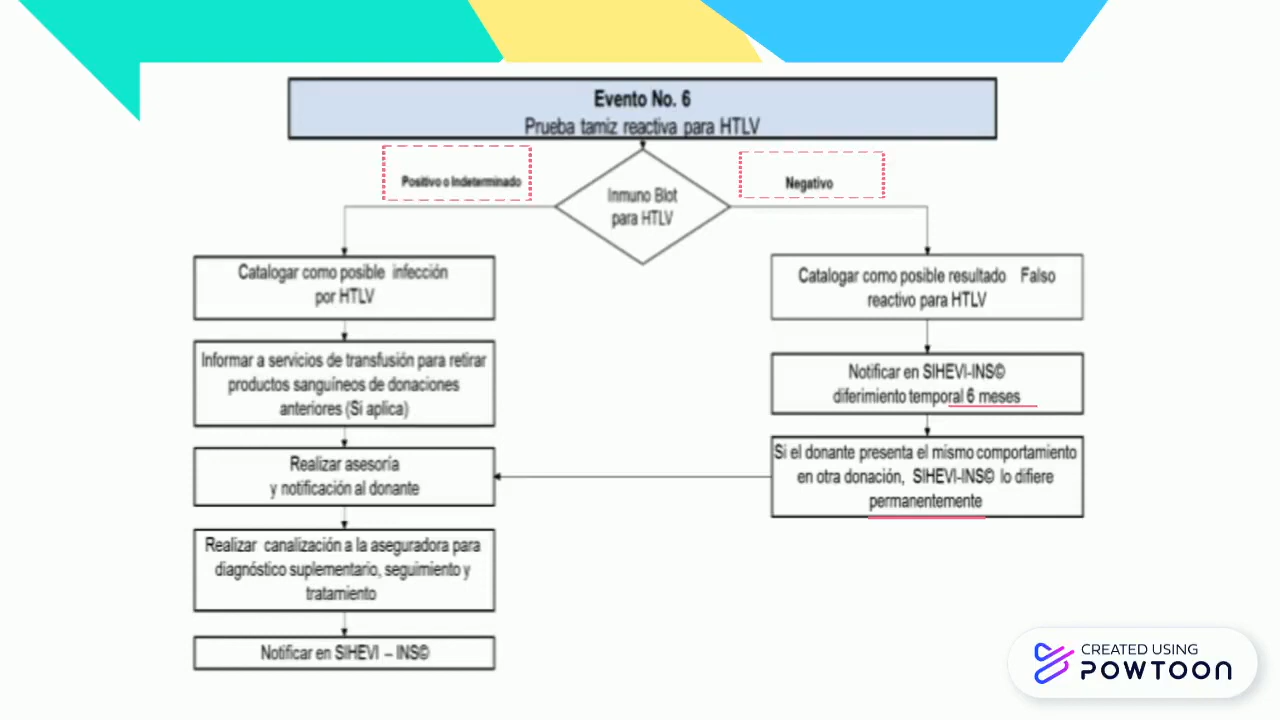 Evento No. 6
Prueba tamiz reactiva para HTLV
Positivo o Indeterminado
Inmuno Blot
para HTLV
Negativo
Catalogar como posible infección
por HTLV
Informar a servicios de transfusión para retirar
productos sanguíneos de donaciones
anteriores (Si aplica)
Realizar asesoría
y notificación al donante
Realizar canalización a la aseguradora para
diagnóstico suplementario, seguimiento y
tratamiento
Notificar en SIHEVI – INS©
Catalogar como posible resultado Falso
reactivo para HTLV
Notificar en SIHEVI-INS©
diferimiento temporal 6 meses
Si el donante presenta el mismo comportamiento
en otra donación, SIHEVI-INS© lo difiere
permanentemente
CREATED USING
POWTOON